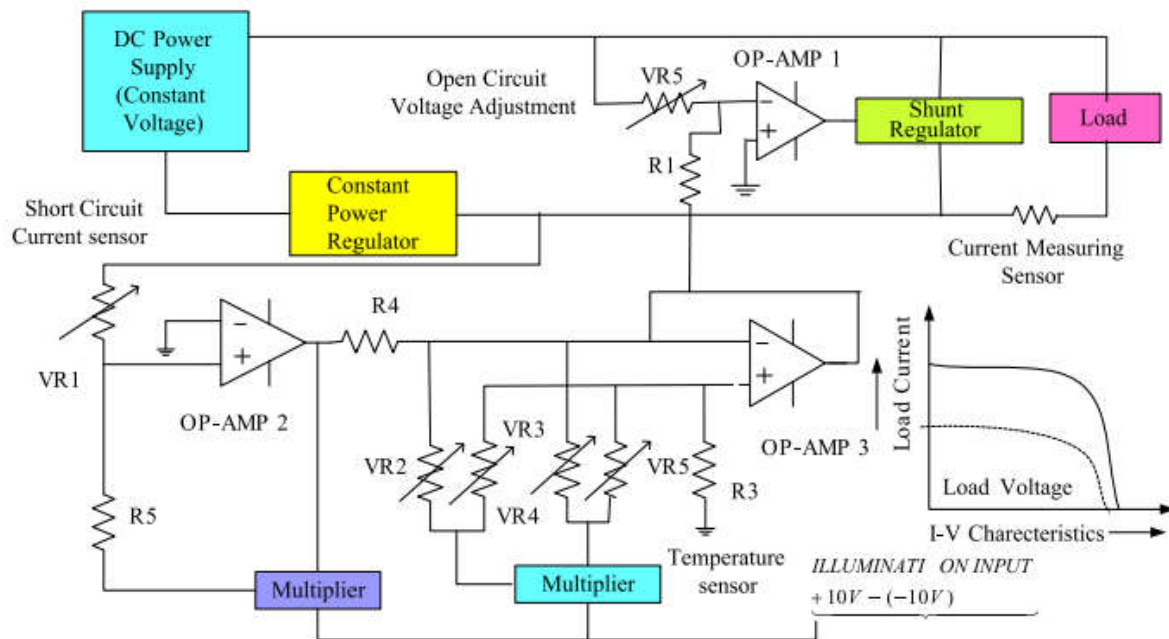 DC Power
Supply
(Constant
Voltage)
Open Circuit
Voltage Adjustment
VR5
OP-AMP 1
−
+
Shunt
Regulator
Load
R1
Short Circuit
Current sensor
Constant
Power
Regulator
Current Measuring
Sensor
VR1
−
+
OP-AMP 2
R4
−
+
OP-AMP 3
VR2
VR3
VR4
VR5
R3
R5
Temperature
sensor
Multiplier
Multiplier
Load Current
Load Voltage
I-V Charecteristics
ILLUMINATI ON INPUT
+ 10V − (−10V)